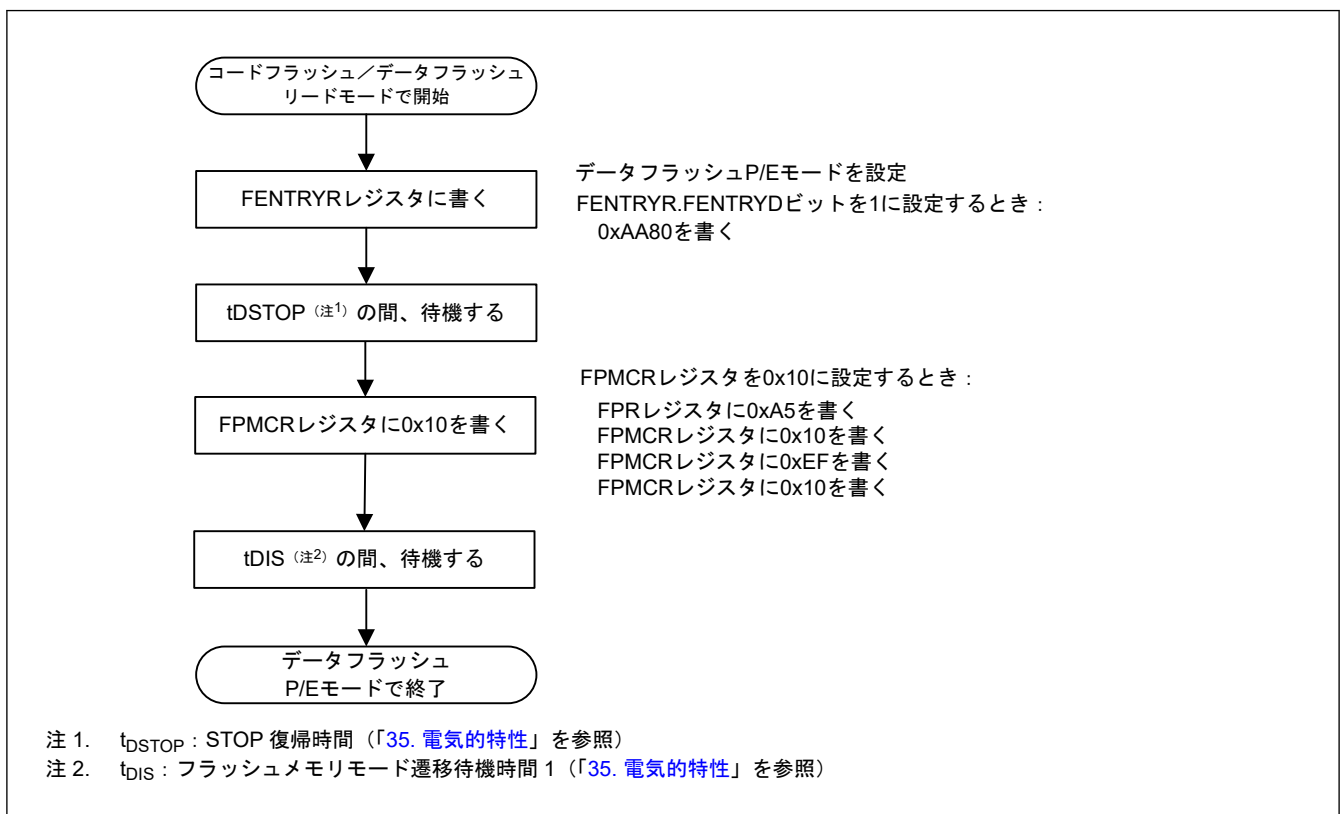 コードフラッシュ／データフラッシュ
リードモードで開始
FENTRYRレジスタに書く
データフラッシュP/Eモードを設定
FENTRYR.FENTRYDビットを1に設定するとき：
0xAA80を書く
tDSTOP（注1）の間、待機する
FPMCRレジスタに0x10を書く
FPMCRレジスタを0x10に設定するとき：
FPRレジスタに0xA5を書く
FPMCRレジスタに0x10を書く
FPMCRレジスタに0xEFを書く
FPMCRレジスタに0x10を書く
tDIS（注2）の間、待機する
データフラッシュ
P/Eモードで終了
注 1. tDSTOP：STOP 復帰時間（「35. 電気的特性」を参照）
注 2. tDIS：フラッシュメモリモード遷移待機時間 1（「35. 電気的特性」を参照）